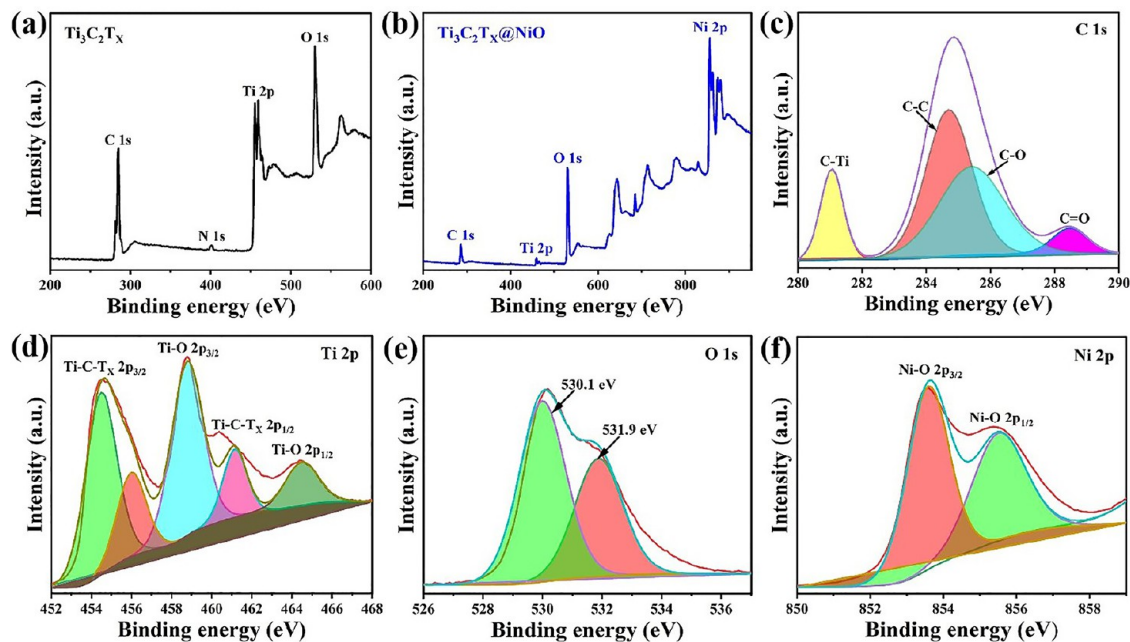 (a)
Ti₃C₂Tₓ
O 1s
Ti 2p
C 1s
N 1s
Intensity (a.u.)
200 300 400 500 600
Binding energy (eV)
(b)
Ti₃C₂Tₓ@NiO
Ni 2p
O 1s
C 1s
Ti 2p
Intensity (a.u.)
200 400 600 800
Binding energy (eV)
(c)
C 1s
C-C
C-O
C-Ti
C=O
Intensity (a.u.)
280 282 284 286 288 290
Binding energy (eV)
(d)
Ti 2p
Ti-O 2p₃/₂
Ti-C-Tₓ 2p₃/₂
Ti-C-Tₓ 2p₁/₂
Ti-O 2p₁/₂
Intensity (a.u.)
452 454 456 458 460 462 464 466 468
Binding energy (eV)
(e)
O 1s
530.1 eV
531.9 eV
Intensity (a.u.)
526 528 530 532 534 536
Binding energy (eV)
(f)
Ni 2p
Ni-O 2p₃/₂
Ni-O 2p₁/₂
Intensity (a.u.)
850 852 854 856 858
Binding energy (eV)